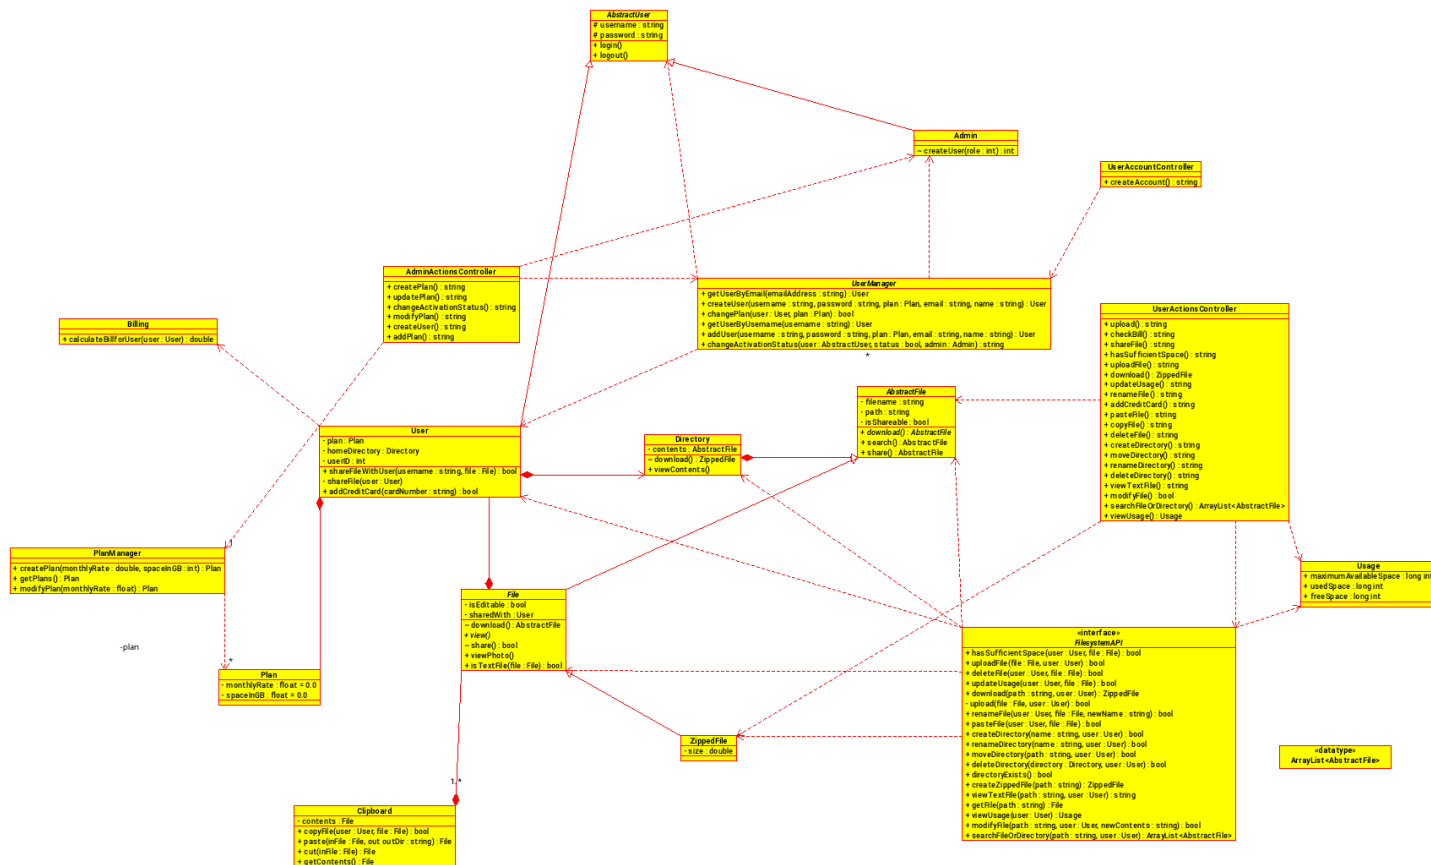 AbstractUser
# username : string
# password : string
+ login()
+ logout()
Admin
~ createUser(role : int) : int
UserAccountController
+ createAccount() : string
AdminActionsController
+ createPlan() : string
+ updatePlan() : string
+ changeActivationStatus() : string
+ modifyPlan() : string
+ createUser() : string
+ addPlan() : string
UserManager
+ getUserByEmail(emailAddress : string) : User
+ createUser(username : string, password : string, plan : Plan, email : string, name : string) : User
+ changePlan(user : User, plan : Plan) : bool
+ getUserByUsername(username : string) : User
+ addUser(username : string, password : string, plan : Plan, email : string, name : string) : User
+ changeActivationStatus(user : AbstractUser, status : bool, admin : Admin) : string
*
Billing
+ calculateBillforUser(user : User) : double
UserActionsController
+ upload() : string
+ checkBill() : string
+ shareFile() : string
+ hasSufficientSpace() : string
+ uploadFile() : string
+ download() : ZippedFile
+ updateUsage() : string
+ renameFile() : string
+ addCreditCard() : string
+ pasteFile() : string
+ copyFile() : string
+ deleteFile() : string
+ createDirectory() : string
+ moveDirectory() : string
+ renameDirectory() : string
+ deleteDirectory() : string
+ viewTextFile() : string
+ modifyFile() : bool
+ searchFileOrDirectory() : ArrayList<AbstractFile>
+ viewUsage() : Usage
AbstractFile
- filename : string
- path : string
- isShareable : bool
+ download() : AbstractFile
+ search() : AbstractFile
+ share() : AbstractFile
User
- plan : Plan
- homeDirectory : Directory
- userID : int
+ shareFileWithUser(username : string, file : File) : bool
- shareFile(user : User)
+ addCreditCard(cardNumber : string) : bool
Directory
- contents : AbstractFile
~ download() : ZippedFile
+ viewContents()
1
PlanManager
+ createPlan(monthlyRate : double, spaceInGB : int) : Plan
+ getPlans() : Plan
+ modifyPlan(monthlyRate : float) : Plan
Usage
+ maximumAvailableSpace : long int
+ usedSpace : long int
+ freeSpace : long int
File
- isEditable : bool
- sharedWith : User
~ download() : AbstractFile
+ view()
~ share() : bool
+ viewPhoto()
+ isTextFile(file : File) : bool
-plan
*
Plan
- monthlyRate : float = 0.0
- spaceInGB : float = 0.0
«interface»
FilesystemAPI
+ hasSufficientSpace(user : User, file : File) : bool
+ uploadFile(file : File, user : User) : bool
+ deleteFile(user : User, file : File) : bool
+ updateUsage(user : User, file : File) : bool
+ download(path : string, user : User) : ZippedFile
- upload(file : File, user : User) : bool
+ renameFile(user : User, file : File, newName : string) : bool
+ pasteFile(user : User, file : File) : bool
+ createDirectory(name : string, user : User) : bool
+ renameDirectory(name : string, user : User) : bool
+ moveDirectory(path : string, user : User) : bool
+ deleteDirectory(directory : Directory, user : User) : bool
+ directoryExists() : bool
+ createZippedFile(path : string) : ZippedFile
+ viewTextFile(path : string, user : User) : string
+ getFile(path : string) : File
+ viewUsage(user : User) : Usage
+ modifyFile(path : string, user : User, newContents : string) : bool
+ searchFileOrDirectory(path : string, user : User) : ArrayList<AbstractFile>
ZippedFile
- size : double
«datatype»
ArrayList<AbstractFile>
1..*
Clipboard
- contents : File
+ copyFile(user : User, file : File) : bool
+ paste(inFile : File, out outDir : string) : File
+ cut(inFile : File) : File
+ getContents() : File